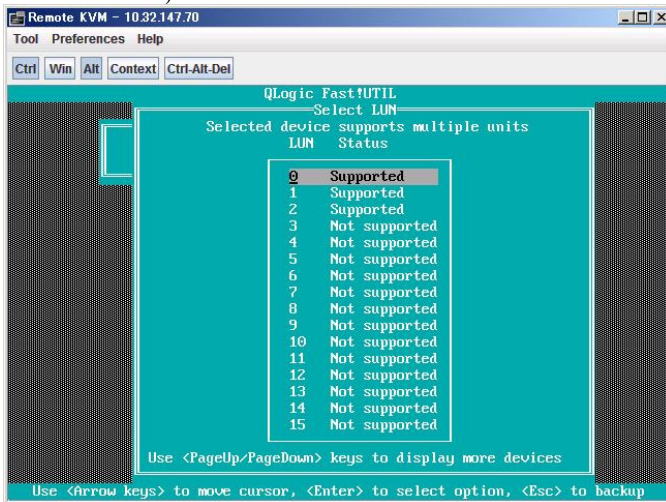 Remote KVM - 10.32.147.70
Tool Preferences Help
Ctrl Win Alt Context Ctrl-Alt-Del
QLogic Fast!UTIL
Select LUN
Selected device supports multiple units
LUN Status
0 Supported
1 Supported
2 Supported
3 Not supported
4 Not supported
5 Not supported
6 Not supported
7 Not supported
8 Not supported
9 Not supported
10 Not supported
11 Not supported
12 Not supported
13 Not supported
14 Not supported
15 Not supported
Use <PageUp/PageDown> keys to display more devices
Use <Arrow keys> to move cursor, <Enter> to select option, <Esc> to backup